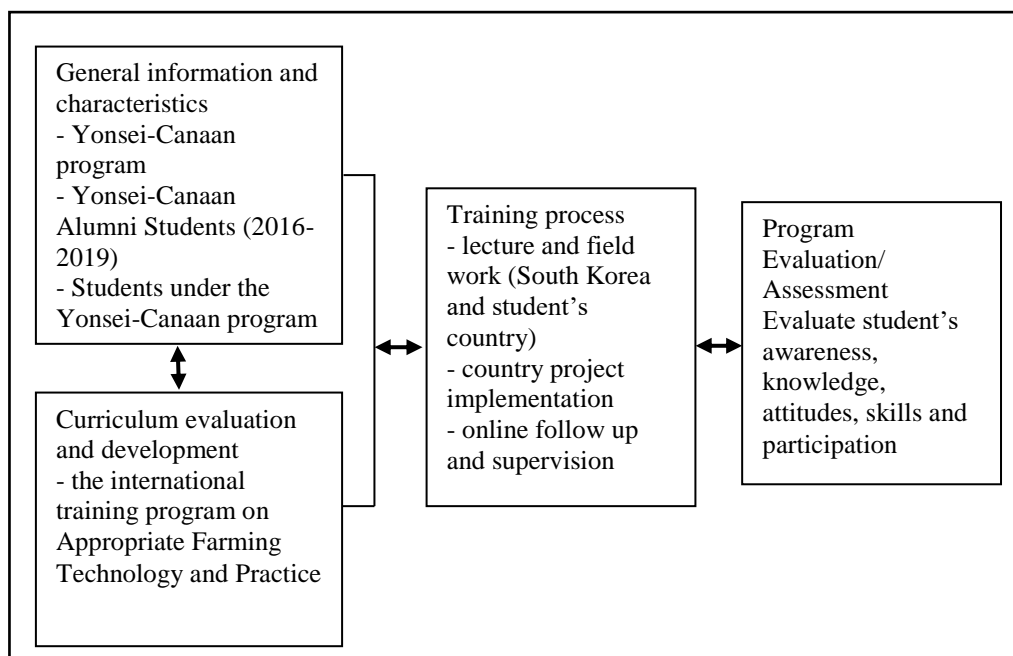 General information and
characteristics
- Yonsei-Canaan
program
- Yonsei-Canaan
Alumni Students (2016-
2019)
- Students under the
Yonsei-Canaan program
Curriculum evaluation
and development
- the international
training program on
Appropriate Farming
Technology and Practice
Training process
- lecture and field
work (South Korea
and student’s
country)
- country project
implementation
- online follow up
and supervision
Program
Evaluation/
Assessment
Evaluate student’s
awareness,
knowledge,
attitudes, skills and
participation